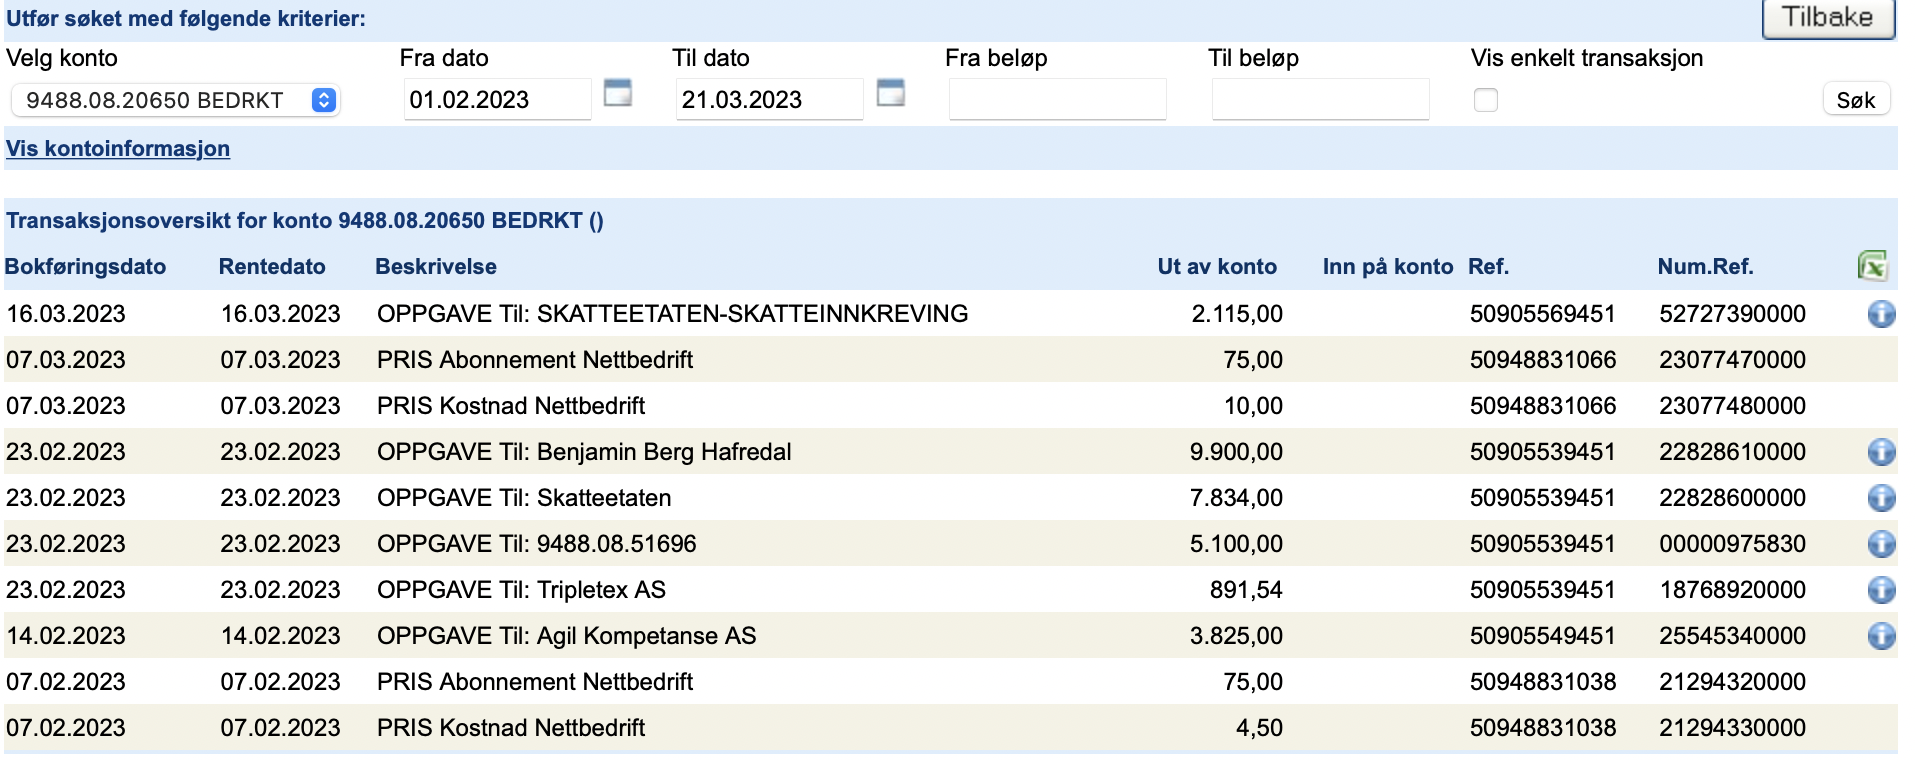 Utfør søket med følgende kriterier:
Tilbake
Velg konto Fra dato Til dato Fra beløp Til beløp Vis enkelt transaksjon
9488.08.20650 BEDRKT 01.02.2023 21.03.2023 Søk
Vis kontoinformasjon
Transaksjonsoversikt for konto 9488.08.20650 BEDRKT ()
Bokføringsdato Rentedato Beskrivelse Ut av konto Inn på konto Ref. Num.Ref.
16.03.2023 16.03.2023 OPPGAVE Til: SKATTEETATEN-SKATTEINNKREVING 2.115,00 50905569451 52727390000
07.03.2023 07.03.2023 PRIS Abonnement Nettbedrift 75,00 50948831066 23077470000
07.03.2023 07.03.2023 PRIS Kostnad Nettbedrift 10,00 50948831066 23077480000
23.02.2023 23.02.2023 OPPGAVE Til: Benjamin Berg Hafredal 9.900,00 50905539451 22828610000
23.02.2023 23.02.2023 OPPGAVE Til: Skatteetaten 7.834,00 50905539451 22828600000
23.02.2023 23.02.2023 OPPGAVE Til: 9488.08.51696 5.100,00 50905539451 00000975830
23.02.2023 23.02.2023 OPPGAVE Til: Tripletex AS 891,54 50905539451 18768920000
14.02.2023 14.02.2023 OPPGAVE Til: Agil Kompetanse AS 3.825,00 50905549451 25545340000
07.02.2023 07.02.2023 PRIS Abonnement Nettbedrift 75,00 50948831038 21294320000
07.02.2023 07.02.2023 PRIS Kostnad Nettbedrift 4,50 50948831038 21294330000